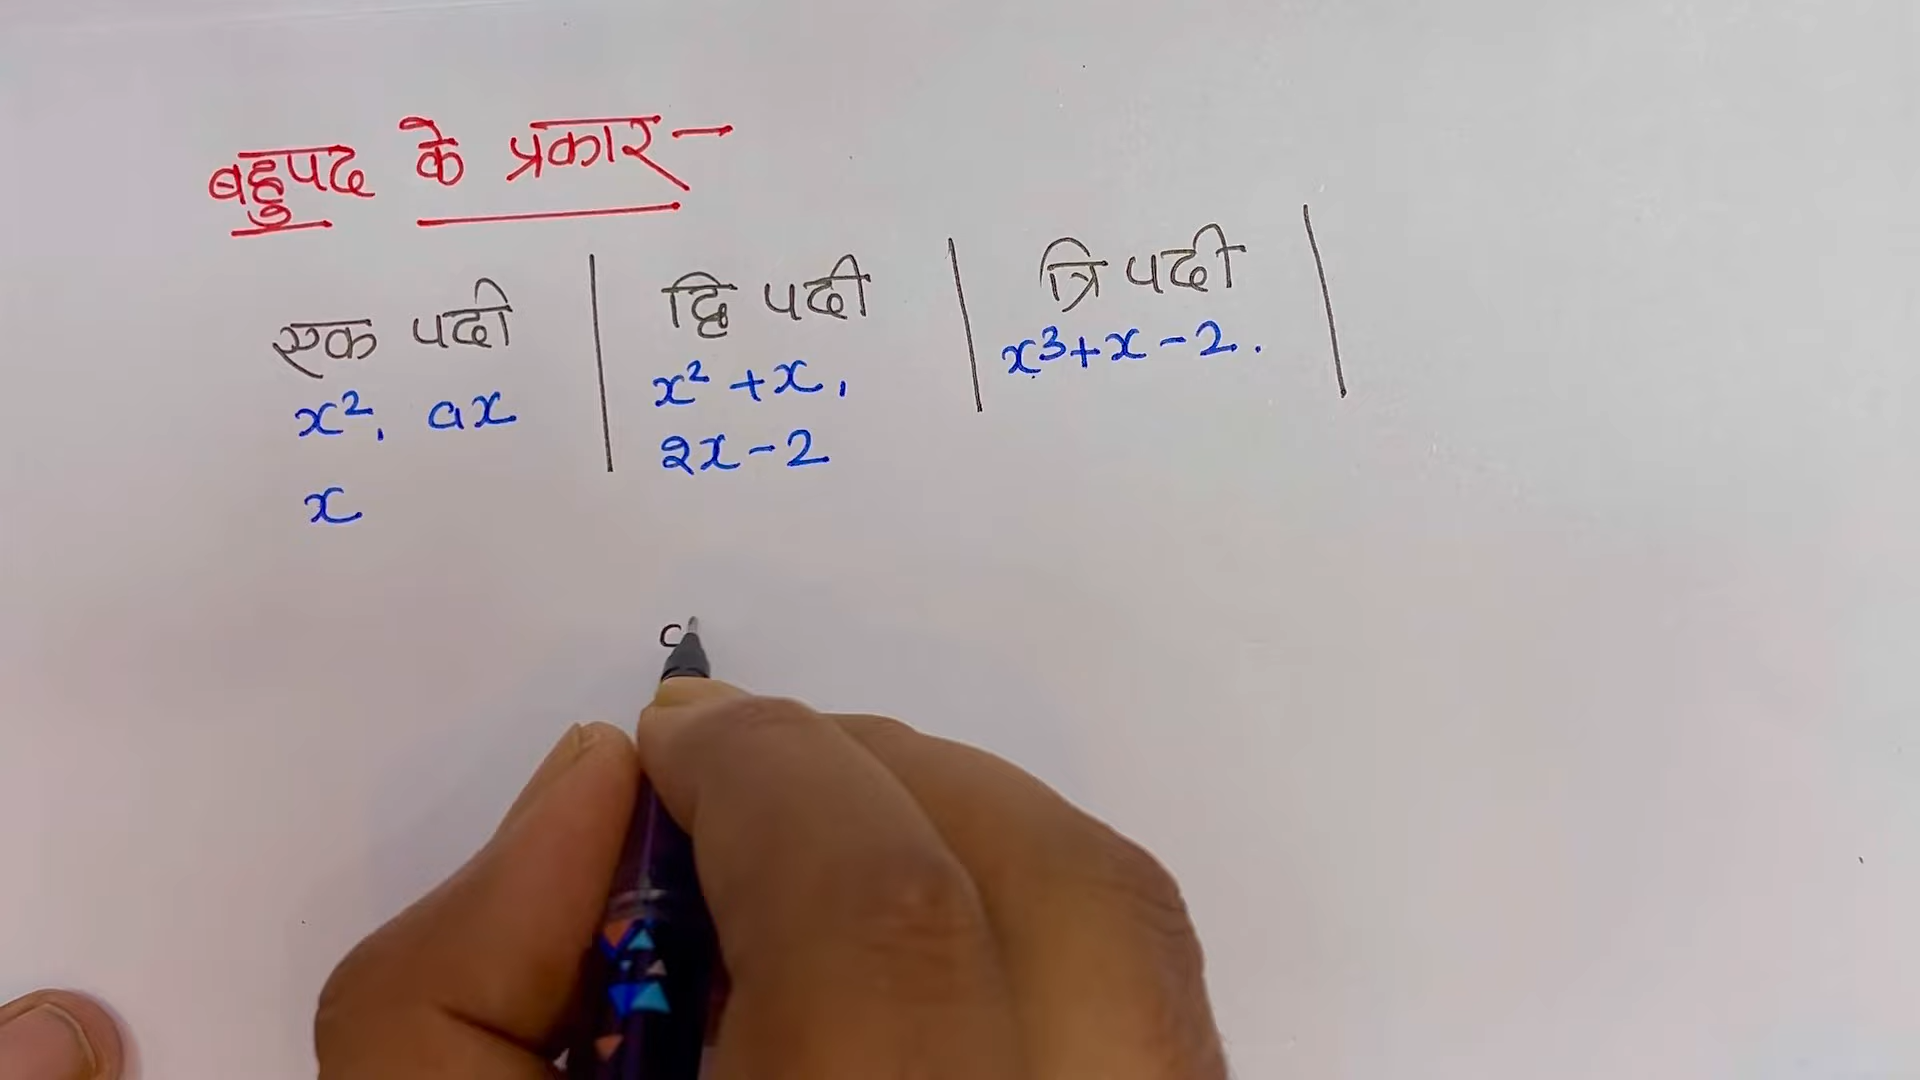 बहुपद के प्रकार-
एक पदी
x², ax
x
द्वि पदी
x² + x,
2x - 2
त्रि पदी
x³ + x - 2.